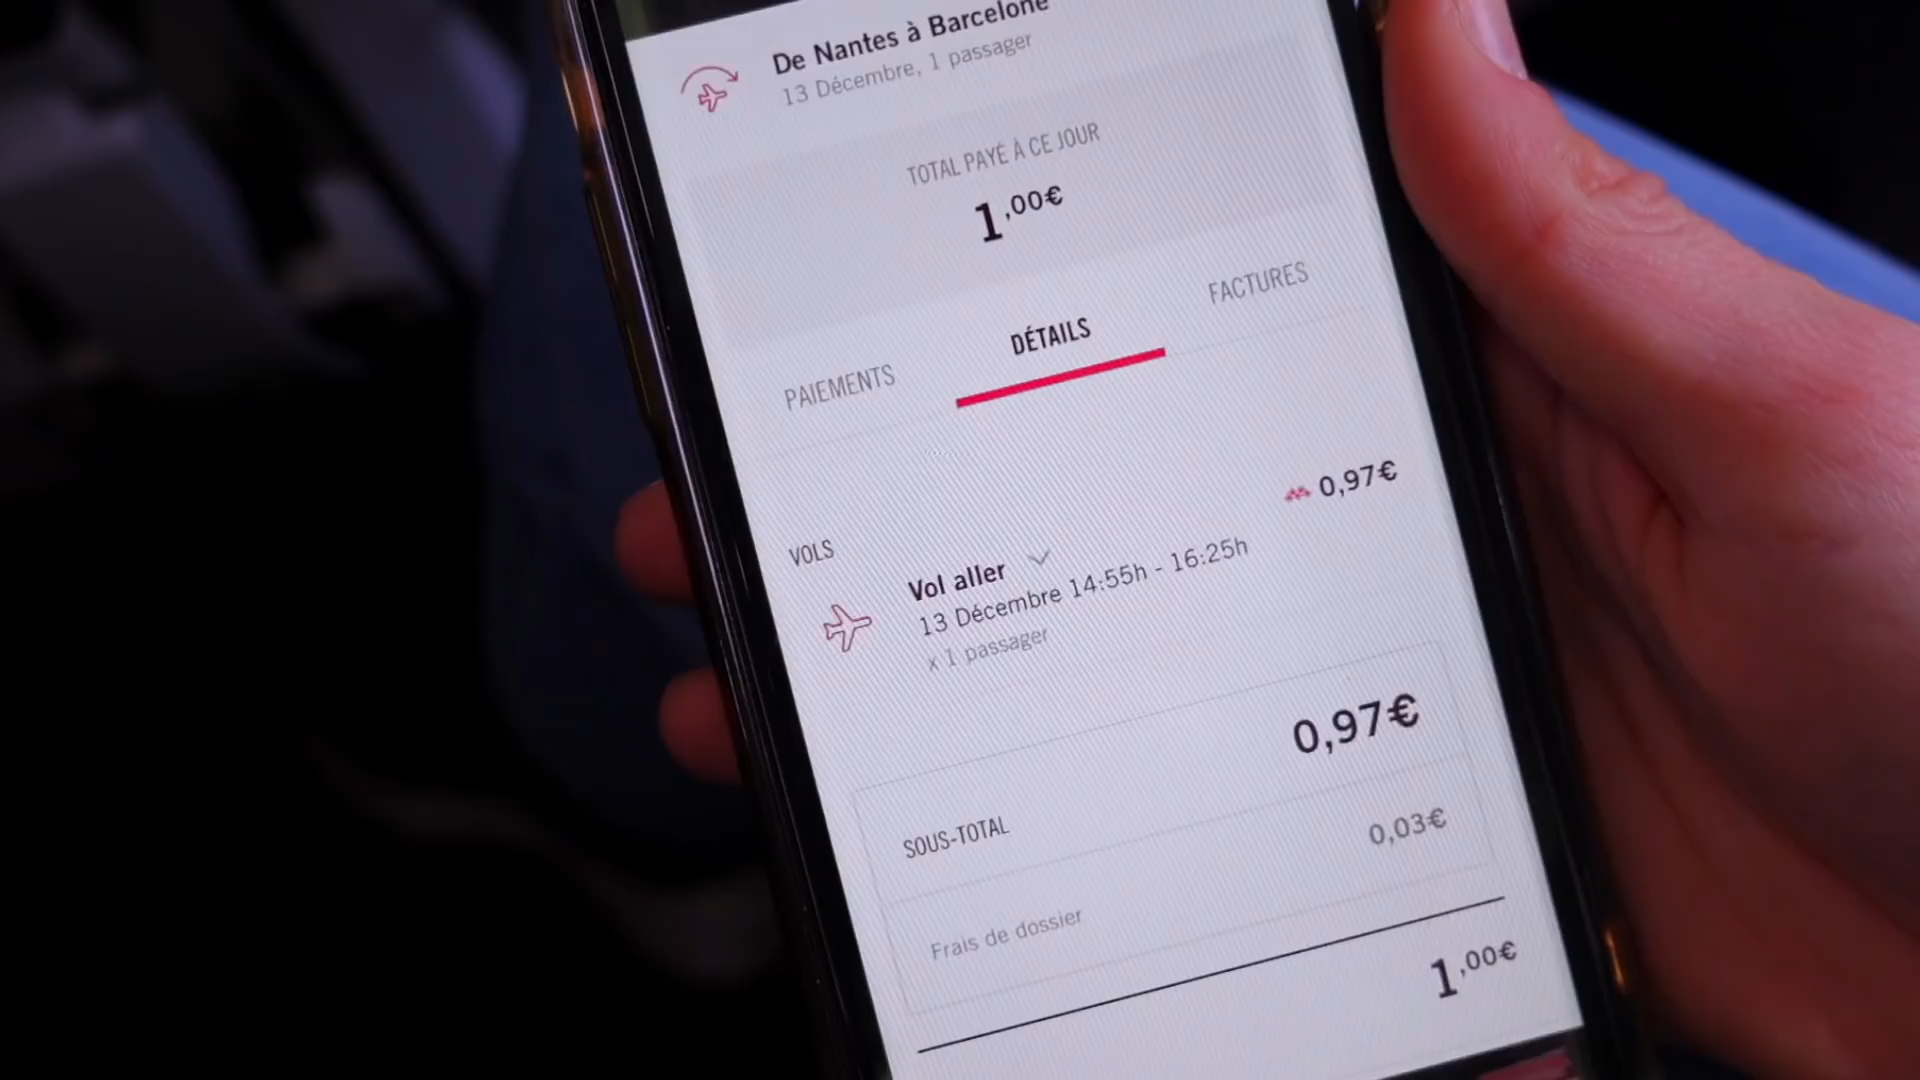 De Nantes à Barcelone
13 Décembre, 1 passager
TOTAL PAYÉ À CE JOUR
1,00€
PAIEMENTS
DÉTAILS
FACTURES
VOLS
0,97€
Vol aller
13 Décembre 14:55h - 16:25h
x 1 passager
SOUS-TOTAL
0,97€
Frais de dossier
0,03€
1,00€